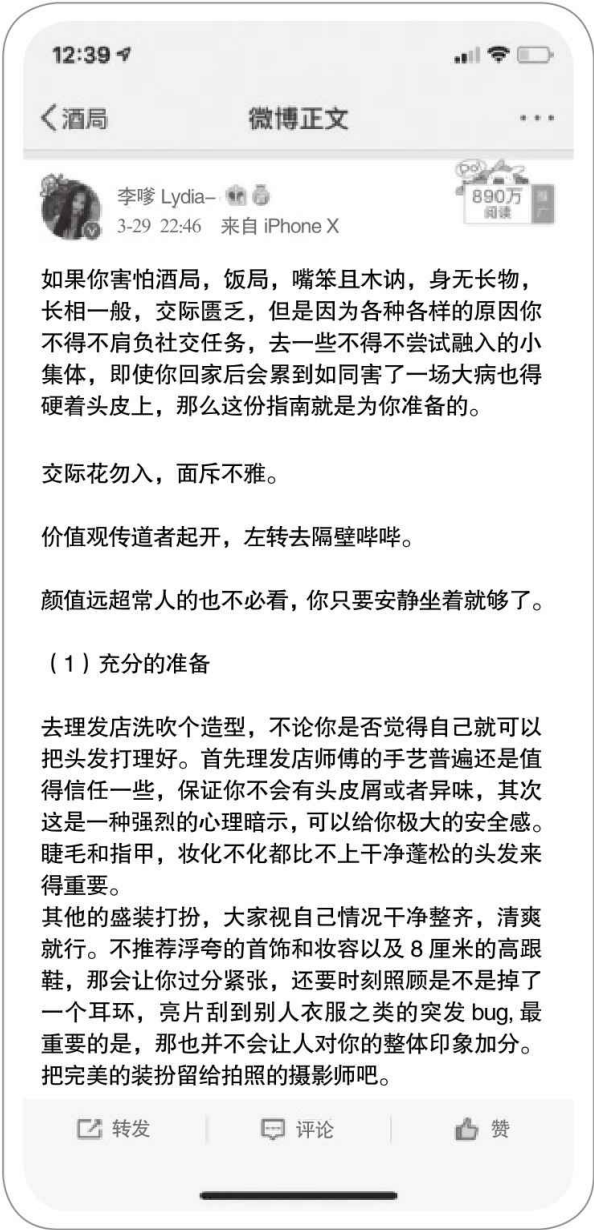 12:39
酒局
微博正文
李嗲 Lydia-
3-29 22:46 来自 iPhone X
DO!
890万
阅读
推广
如果你害怕酒局，饭局，嘴笨且木讷，身无长物，
长相一般，交际匮乏，但是因为各种各样的原因你
不得不肩负社交任务，去一些不得不尝试融入的小
集体，即使你回家后会累到如同害了一场大病也得
硬着头皮上，那么这份指南就是为你准备的。
交际花勿入，面斥不雅。
价值观传道者起开，左转去隔壁哔哔。
颜值远超常人的也不必看，你只要安静坐着就够了。
（1）充分的准备
去理发店洗吹个造型，不论你是否觉得自己就可以
把头发打理好。首先理发店师傅的手艺普遍还是值
得信任一些，保证你不会有头皮屑或者异味，其次
这是一种强烈的心理暗示，可以给你极大的安全感。
睫毛和指甲，妆化不化都比不上干净蓬松的头发来
得重要。
其他的盛装打扮，大家视自己情况干净整齐，清爽
就行。不推荐浮夸的首饰和妆容以及 8 厘米的高跟
鞋，那会让你过分紧张，还要时刻照顾是不是掉了
一个耳环，亮片刮到别人衣服之类的突发 bug, 最
重要的是，那也并不会让人对你的整体印象加分。
把完美的装扮留给拍照的摄影师吧。
转发
评论
赞